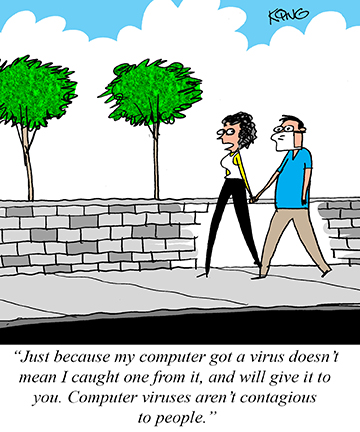 KONG
“Just because my computer got a virus doesn’t
mean I caught one from it, and will give it to
you. Computer viruses aren’t contagious
to people.”